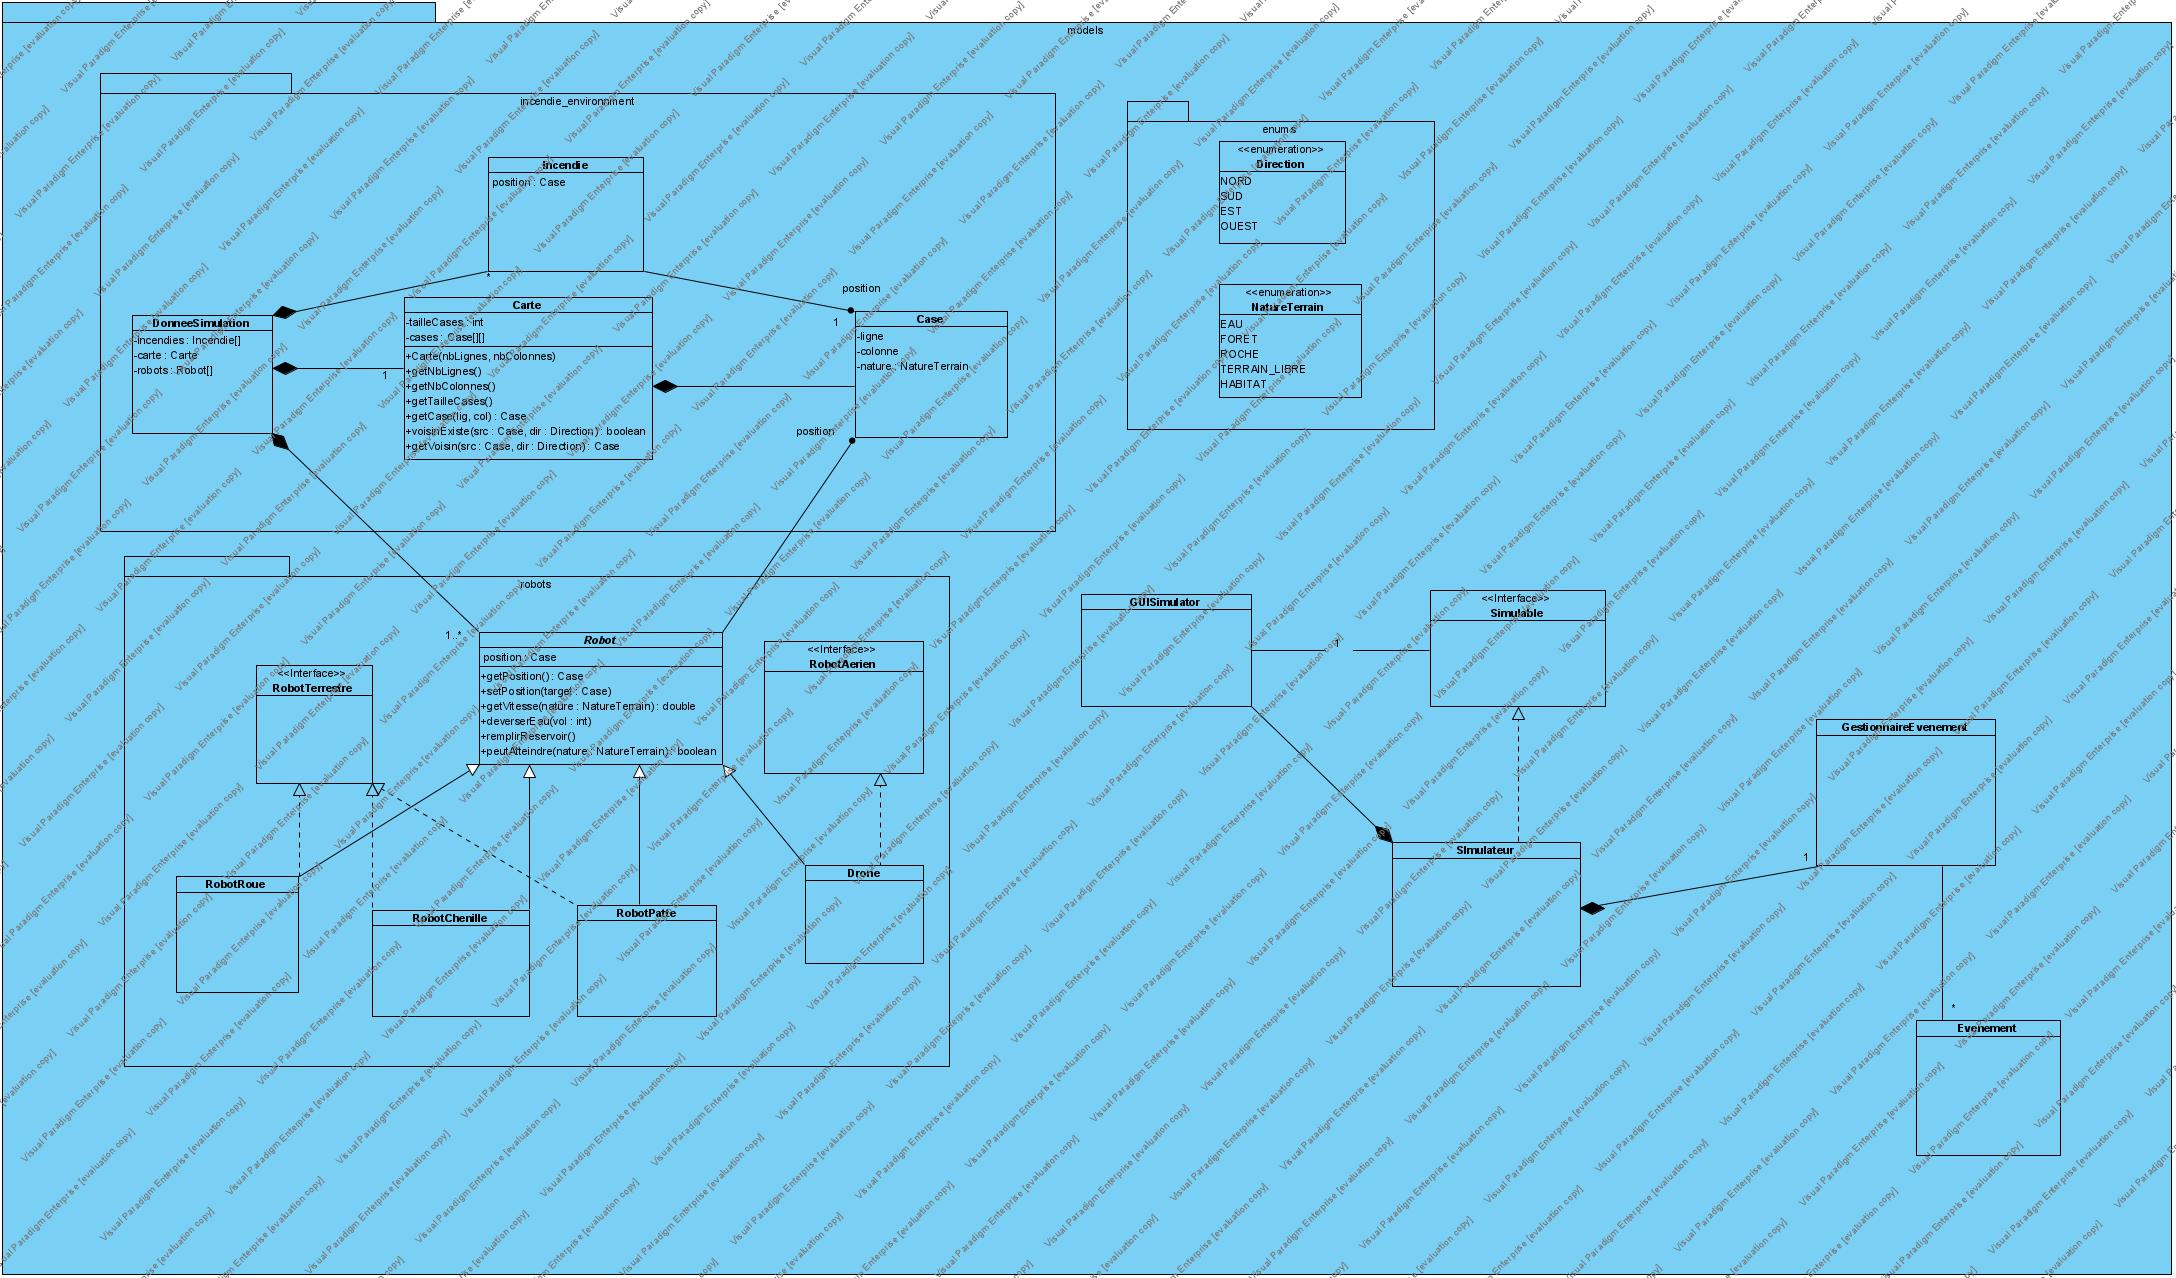 models
incendie_environment
Incendie
position : Case
*
position
1
DonneeSimulation
-incendies : Incendie[]
-carte : Carte
-robots : Robot[]
1
Carte
-tailleCases : int
-cases : Case[][]
+Carte(nbLignes, nbColonnes)
+getNbLignes()
+getNbColonnes()
+getTailleCases()
+getCase(lig, col) : Case
+voisinExiste(src : Case, dir : Direction) : boolean
+getVoisin(src : Case, dir : Direction) : Case
Case
-ligne
-colonne
-nature : NatureTerrain
position
enums
<<enumeration>>
Direction
NORD
SUD
EST
OUEST
<<enumeration>>
NatureTerrain
EAU
FORET
ROCHE
TERRAIN_LIBRE
HABITAT
robots
1..*
Robot
position : Case
+getPosition() : Case
+setPosition(target : Case)
+getVitesse(nature : NatureTerrain) : double
+deverserEau(vol : int)
+remplirReservoir()
+peutAtteindre(nature : NatureTerrain) : boolean
<<Interface>>
RobotTerrestre
<<Interface>>
RobotAerien
RobotRoue
RobotChenille
RobotPatte
Drone
GUISimulator
1
<<Interface>>
Simulable
GestionnaireEvenement
1
SImulateur
*
Evenement
Visual Paradigm Enterprise [evaluation copy]